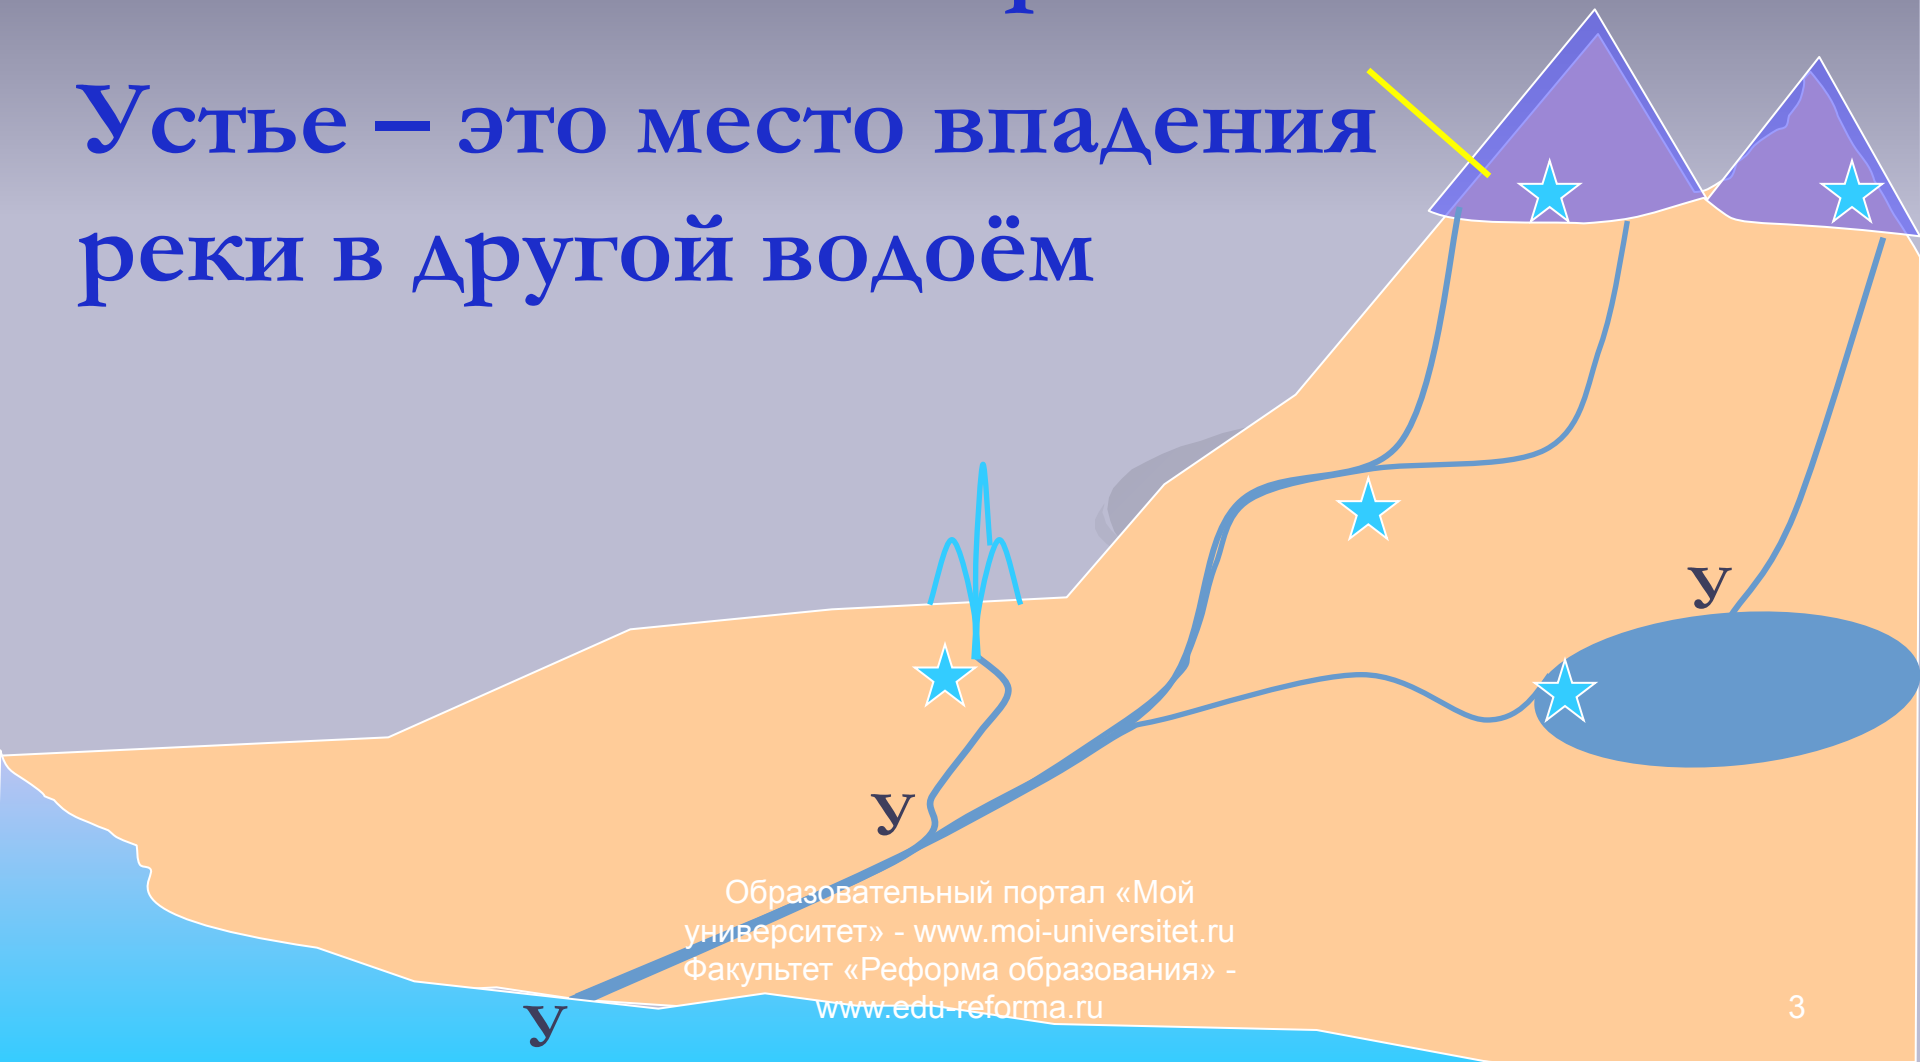 Устье – это место впадения
реки в другой водоём
У
У
У
Образовательный портал «Мой
университет» - www.moi-universitet.ru
Факультет «Реформа образования» -
www.edu-reforma.ru
3